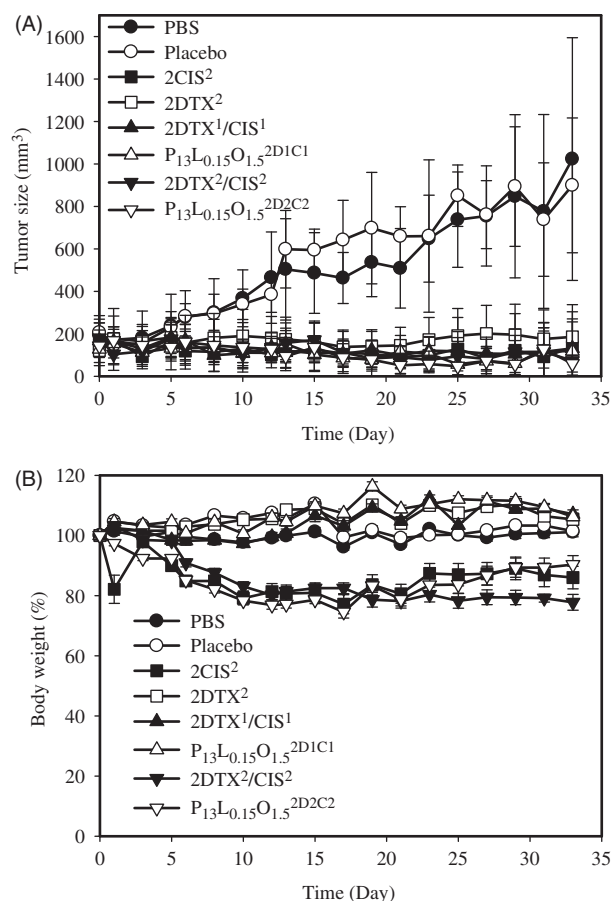 (A)
PBS
Placebo
2CIS²
2DTX²
2DTX¹/CIS¹
P₁₃L₀.₁₅O₁.₅²ᴰ¹ᶜ¹
2DTX²/CIS²
P₁₃L₀.₁₅O₁.₅²ᴰ²ᶜ²
1600
1400
1200
1000
800
600
400
200
0
Tumor size (mm³)
0 5 10 15 20 25 30 35
Time (Day)
(B)
120
100
80
60
40
20
0
Body weight (%)
PBS
Placebo
2CIS²
2DTX²
2DTX¹/CIS¹
P₁₃L₀.₁₅O₁.₅²ᴰ¹ᶜ¹
2DTX²/CIS²
P₁₃L₀.₁₅O₁.₅²ᴰ²ᶜ²
0 5 10 15 20 25 30 35
Time (Day)